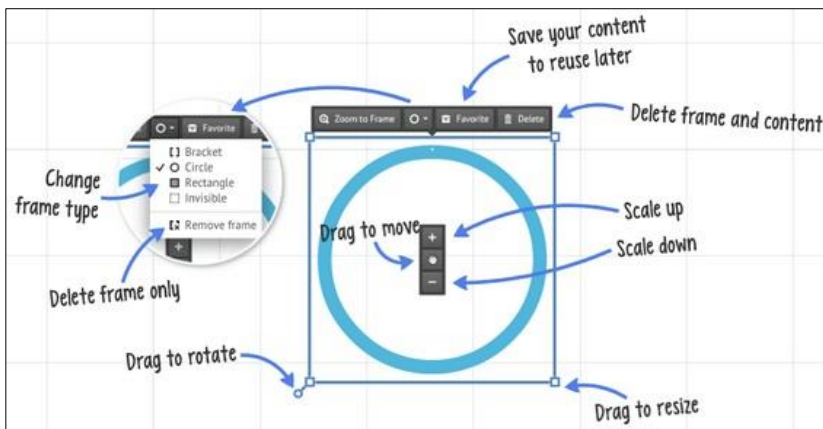 Save your content
to reuse later
Zoom to Frame Favorite Delete
Delete frame and content
Favorite
Bracket
Circle
Rectangle
Invisible
Remove frame
Change
frame type
Delete frame only
Drag to move
Scale up
Scale down
Drag to rotate
Drag to resize